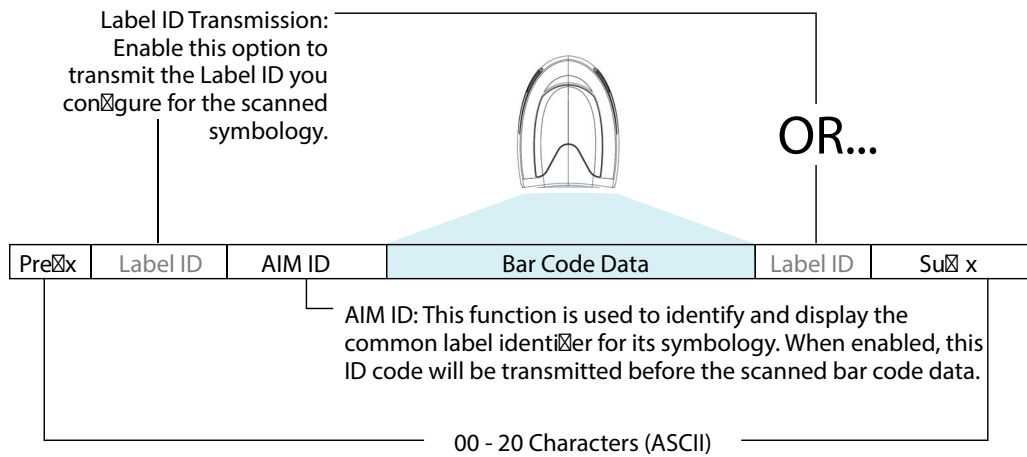 Label ID Transmission:
Enable this option to
transmit the Label ID you
con☒gure for the scanned
symbology.
OR...
Pre☒x
Label ID
AIM ID
Bar Code Data
Label ID
Su☒ x
AIM ID: This function is used to identify and display the
common label identi☒er for its symbology. When enabled, this
ID code will be transmitted before the scanned bar code data.
00 - 20 Characters (ASCII)